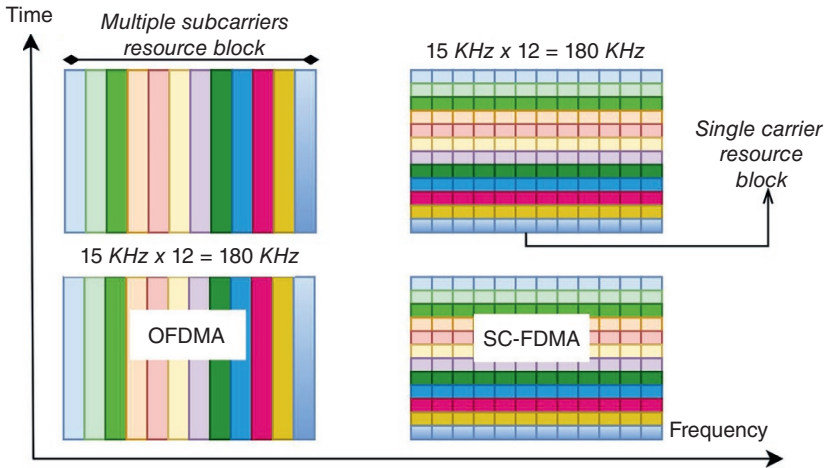 Time
Multiple subcarriers
resource block
15 KHz x 12 = 180 KHz
Single carrier
resource
block
15 KHz x 12 = 180 KHz
OFDMA
SC-FDMA
Frequency